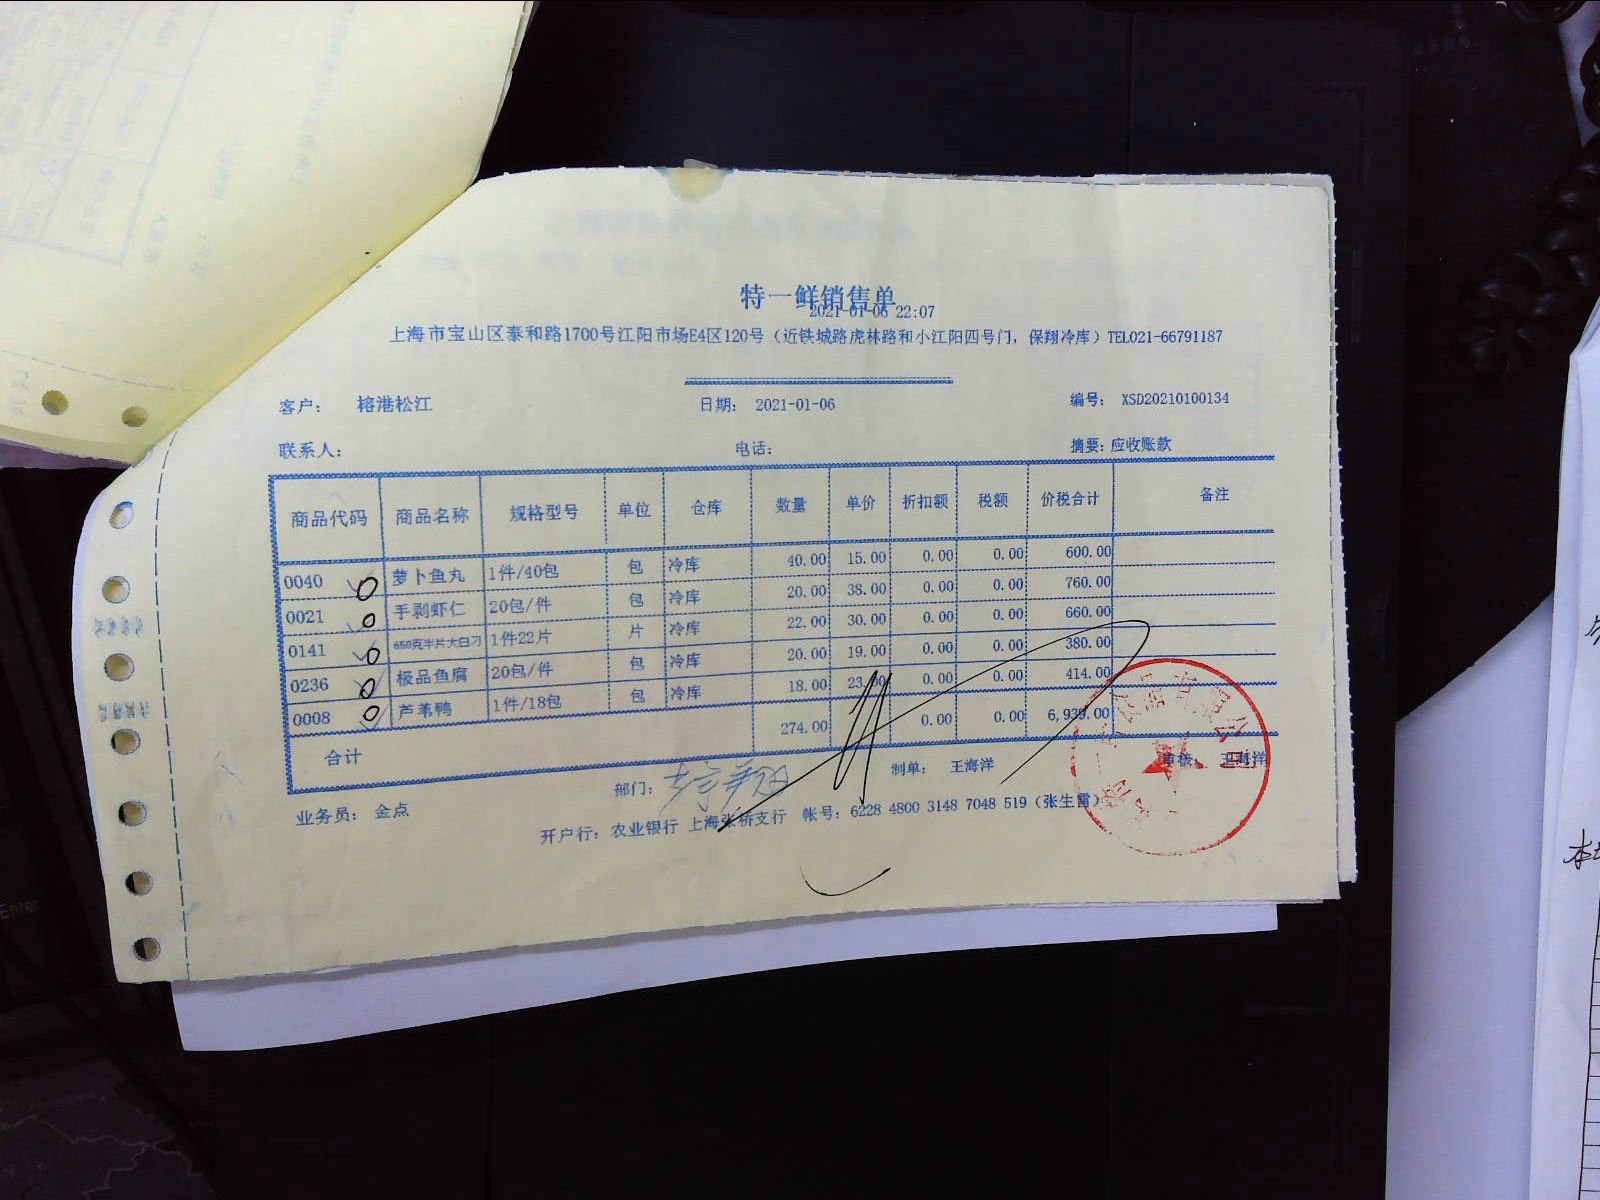 特一鲜销售单
2021-01-06 22:07
上海市宝山区泰和路1700号江阳市场E4区120号（近铁城路虎林路和小江阳四号门，保翔冷库）TEL021-66791187
客户： 榕港松江 日期： 2021-01-06 编号： XSD20210100134
联系人： 电话： 摘要：应收账款
商品代码 商品名称 规格型号 单位 仓库 数量 单价 折扣额 税额 价税合计 备注
0040 萝卜鱼丸 1件/40包 包 冷库 40.00 15.00 0.00 0.00 600.00
0021 手剥虾仁 20包/件 包 冷库 20.00 38.00 0.00 0.00 760.00
0141 650克半片大白刁 1件22片 片 冷库 22.00 30.00 0.00 0.00 660.00
0236 极品鱼腐 20包/件 包 冷库 20.00 19.00 0.00 0.00 380.00
0008 芦苇鸭 1件/18包 包 冷库 18.00 23.00 0.00 0.00 414.00
合计 274.00 0.00 0.00 6,939.00
业务员： 金点 部门： 制单： 王海洋 审核： 王海洋
开户行：农业银行 上海张桥支行 帐号：6228 4800 3148 7048 519（张生雷）
Enter